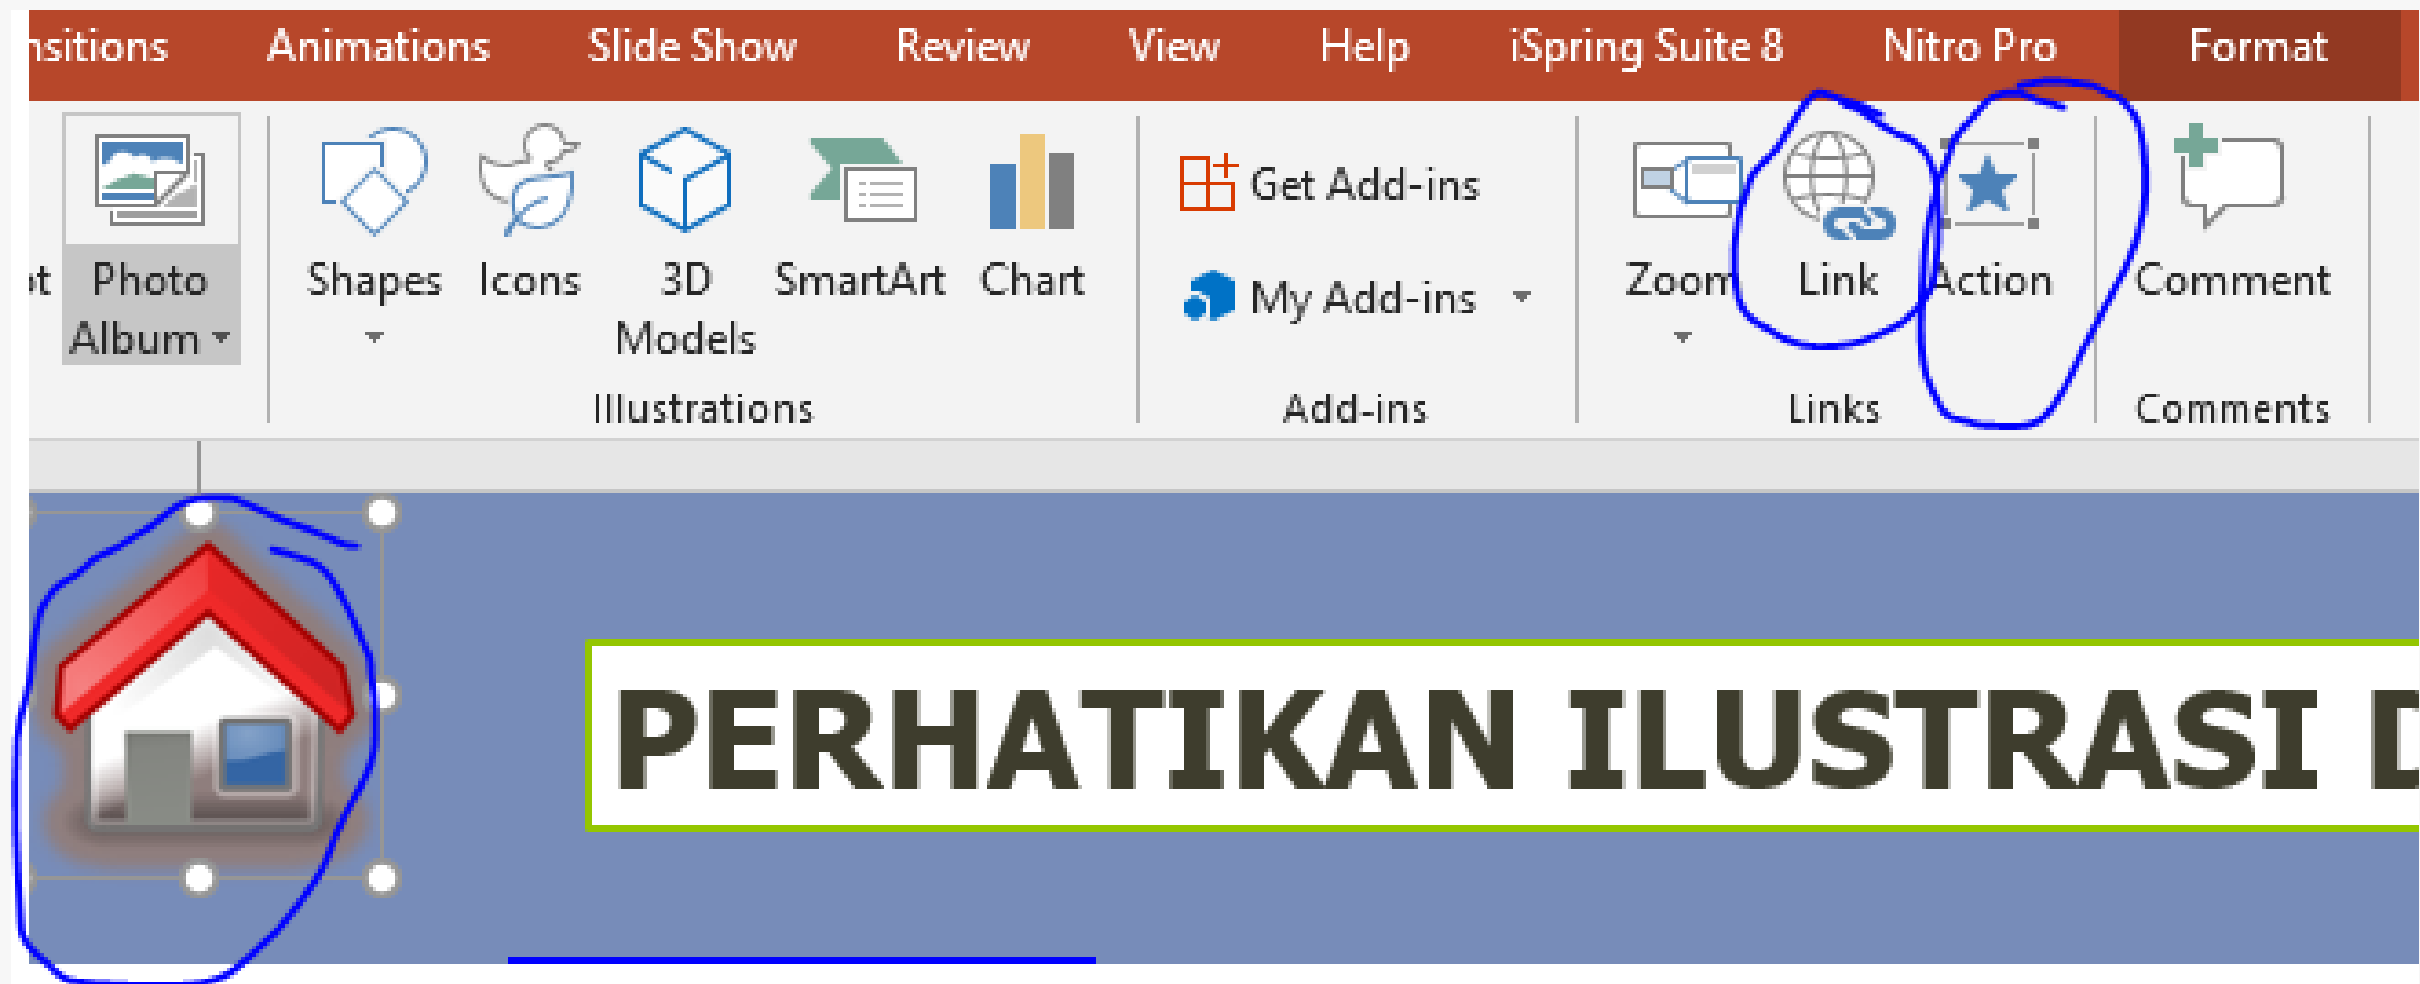 nsitions Animations Slide Show Review View Help iSpring Suite 8 Nitro Pro Format
Photo Album
Shapes
Icons
3D Models
SmartArt
Chart
Get Add-ins
My Add-ins
Zoom
Link
Action
Comment
Illustrations
Add-ins
Links
Comments
PERHATIKAN ILUSTRASI D